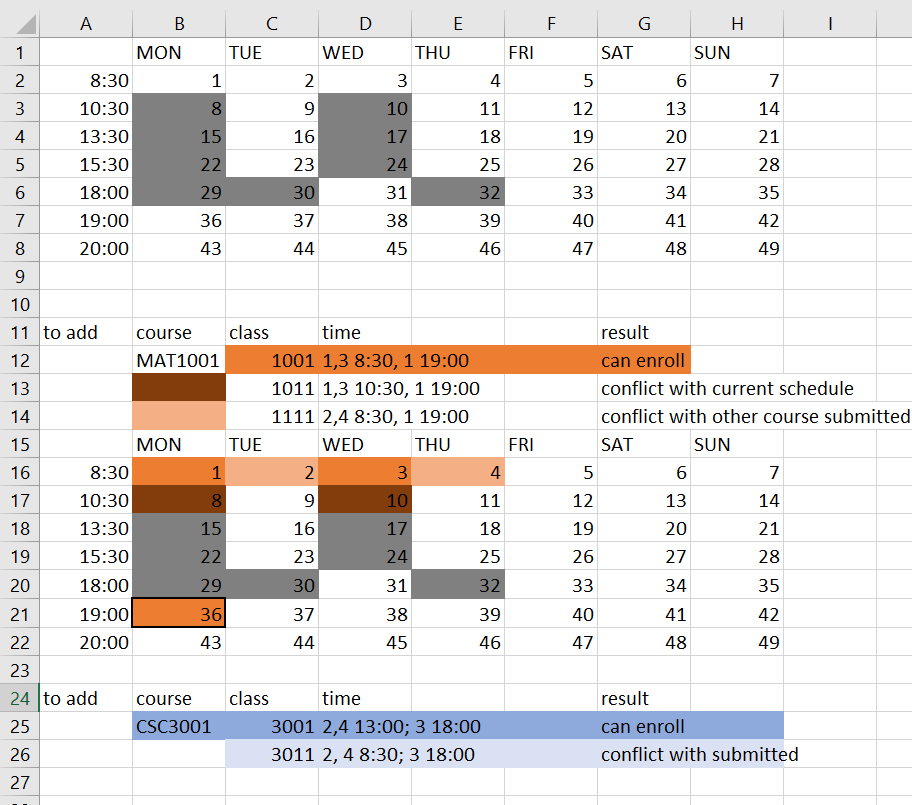 A B C D E F G H I
1 MON TUE WED THU FRI SAT SUN
2 8:30 1 2 3 4 5 6 7
3 10:30 8 9 10 11 12 13 14
4 13:30 15 16 17 18 19 20 21
5 15:30 22 23 24 25 26 27 28
6 18:00 29 30 31 32 33 34 35
7 19:00 36 37 38 39 40 41 42
8 20:00 43 44 45 46 47 48 49
9
10
11 to add course class time result
12 MAT1001 1001 1,3 8:30, 1 19:00 can enroll
13 1011 1,3 10:30, 1 19:00 conflict with current schedule
14 1111 2,4 8:30, 1 19:00 conflict with other course submitted
15 MON TUE WED THU FRI SAT SUN
16 8:30 1 2 3 4 5 6 7
17 10:30 8 9 10 11 12 13 14
18 13:30 15 16 17 18 19 20 21
19 15:30 22 23 24 25 26 27 28
20 18:00 29 30 31 32 33 34 35
21 19:00 36 37 38 39 40 41 42
22 20:00 43 44 45 46 47 48 49
23
24 to add course class time result
25 CSC3001 3001 2,4 13:00; 3 18:00 can enroll
26 3011 2, 4 8:30; 3 18:00 conflict with submitted
27